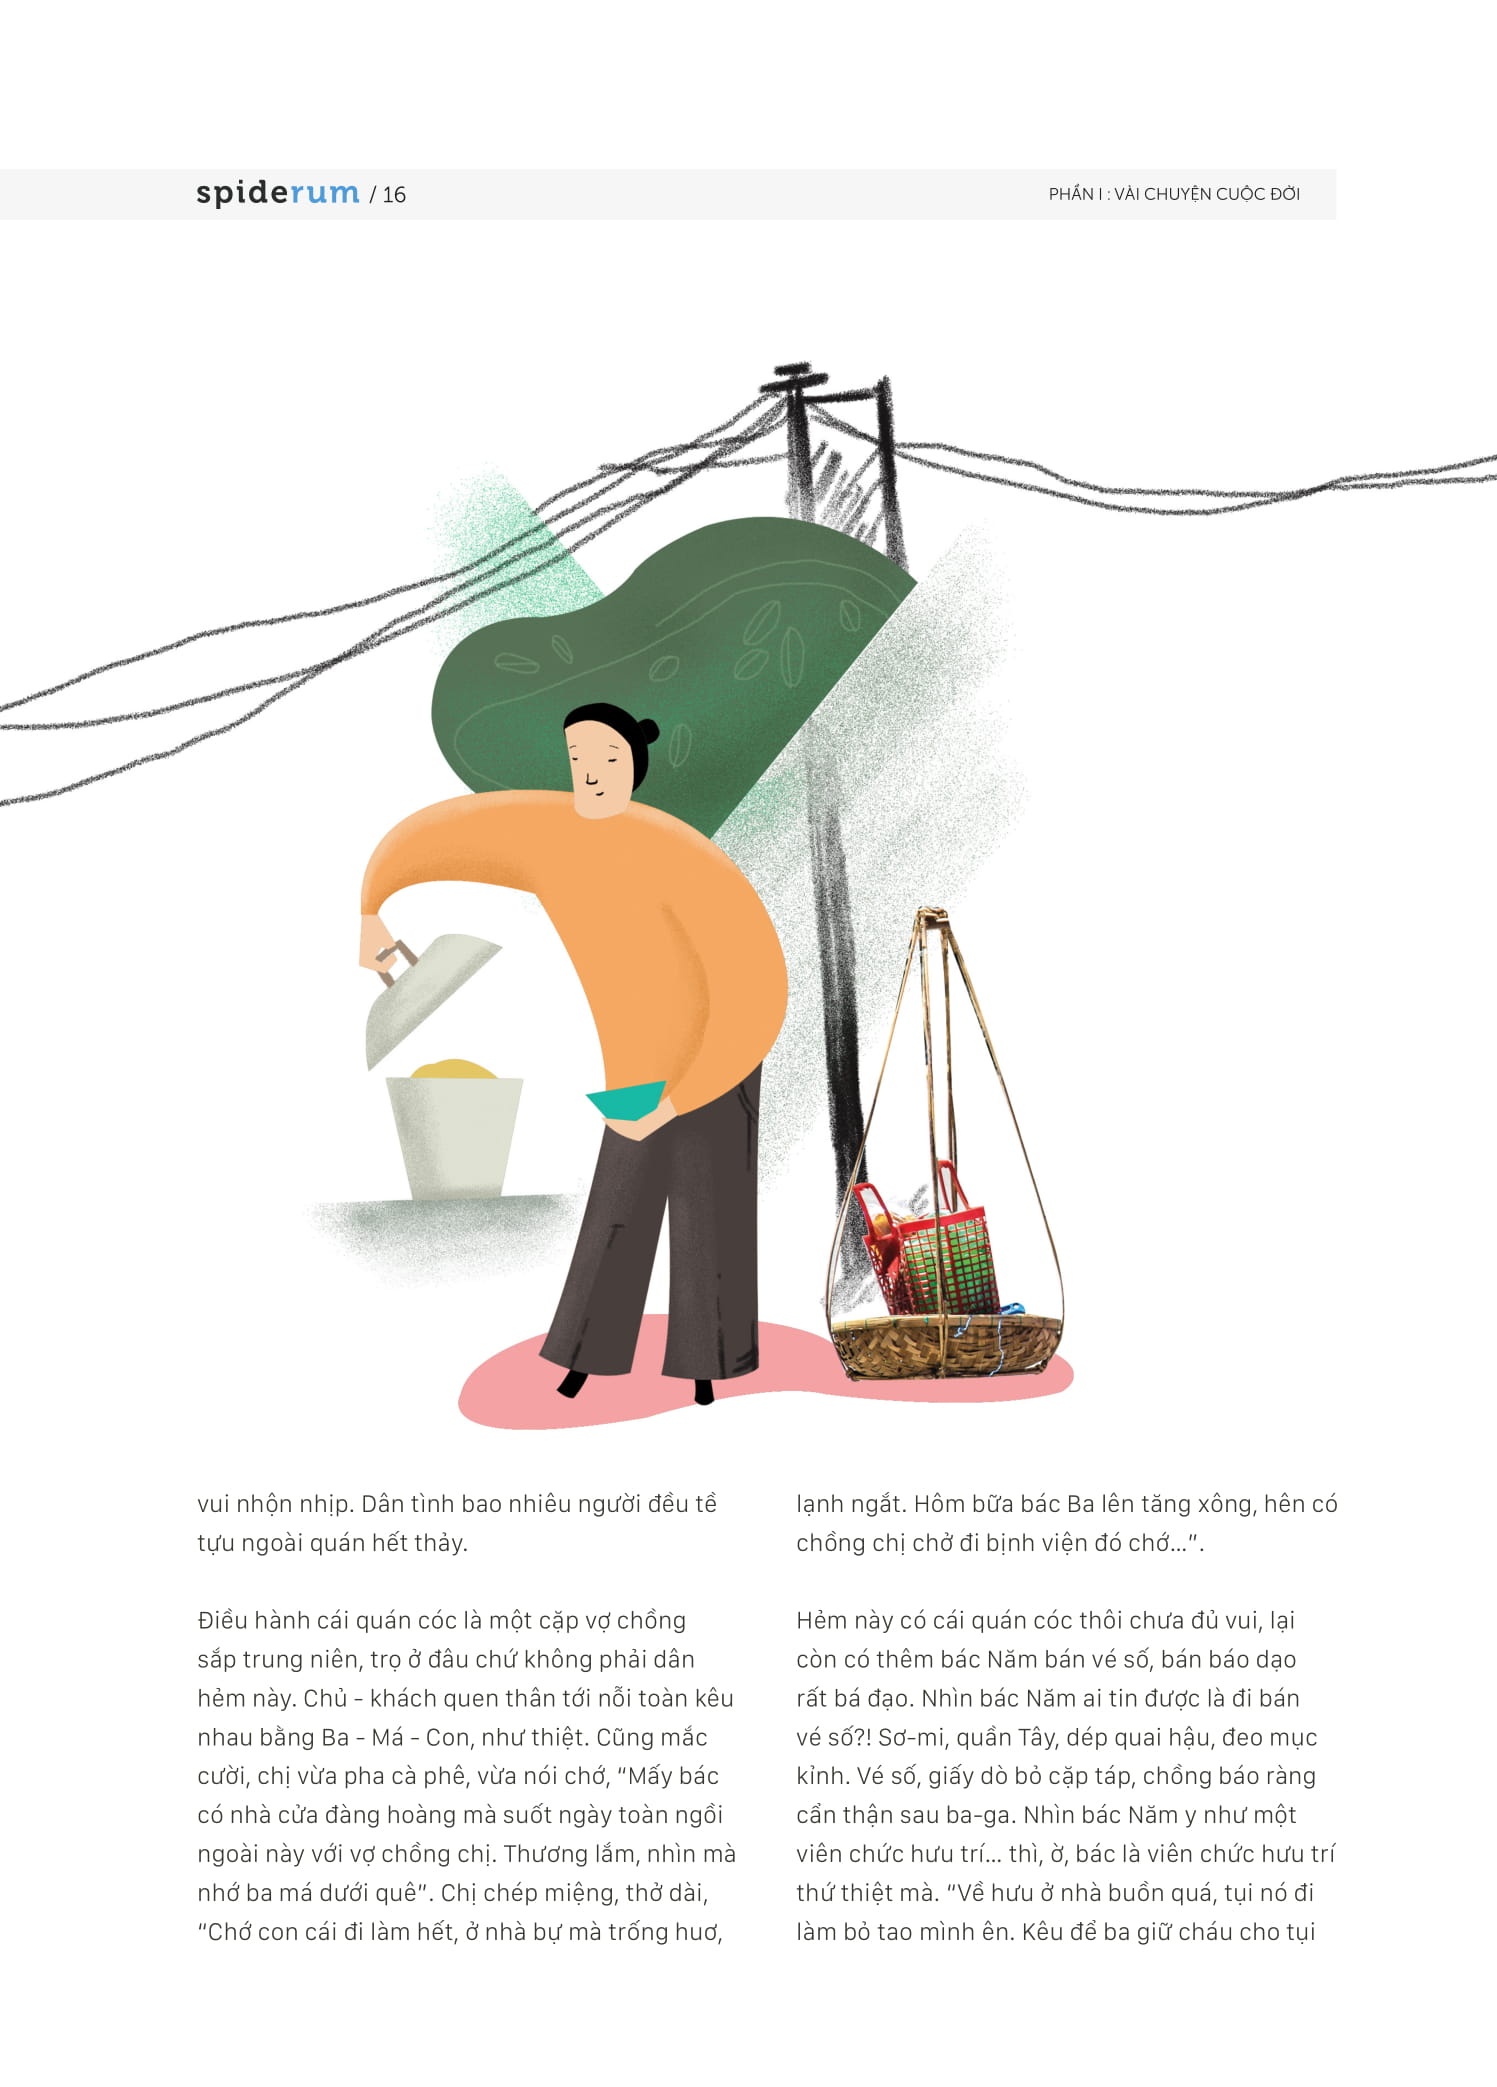 spiderum / 16
PHẦN I : VÀI CHUYỆN CUỘC ĐỜI
vui nhộn nhịp. Dân tình bao nhiêu người đều tề
tựu ngoài quán hết thảy.
Điều hành cái quán cóc là một cặp vợ chồng
sắp trung niên, trọ ở đâu chứ không phải dân
hẻm này. Chủ - khách quen thân tới nỗi toàn kêu
nhau bằng Ba - Má - Con, như thiệt. Cũng mắc
cười, chị vừa pha cà phê, vừa nói chớ, “Mấy bác
có nhà cửa đàng hoàng mà suốt ngày toàn ngồi
ngoài này với vợ chồng chị. Thương lắm, nhìn mà
nhớ ba má dưới quê”. Chị chép miệng, thở dài,
“Chớ con cái đi làm hết, ở nhà bự mà trống huơ,
lạnh ngắt. Hôm bữa bác Ba lên tăng xông, hên có
chồng chị chở đi bịnh viện đó chớ...”.
Hẻm này có cái quán cóc thôi chưa đủ vui, lại
còn có thêm bác Năm bán vé số, bán báo dạo
rất bá đạo. Nhìn bác Năm ai tin được là đi bán
vé số?! Sơ-mi, quần Tây, dép quai hậu, đeo mục
kỉnh. Vé số, giấy dò bỏ cặp táp, chồng báo ràng
cẩn thận sau ba-ga. Nhìn bác Năm y như một
viên chức hưu trí... thì, ờ, bác là viên chức hưu trí
thứ thiệt mà. “Về hưu ở nhà buồn quá, tụi nó đi
làm bỏ tao mình ên. Kêu để ba giữ cháu cho tụi